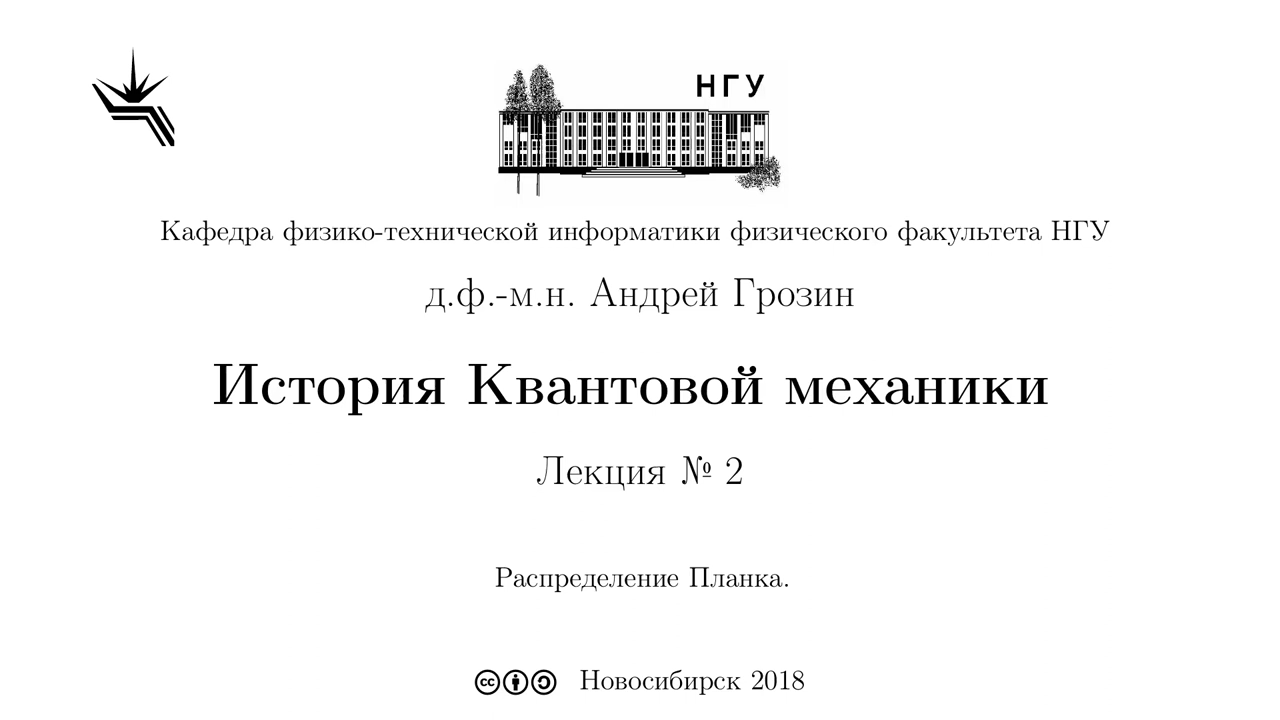 НГУ
Кафедра физико-технической информатики физического факультета НГУ
д.ф.-м.н. Андрей Грозин
История Квантовой механики
Лекция № 2
Распределение Планка.
cc Новосибирск 2018